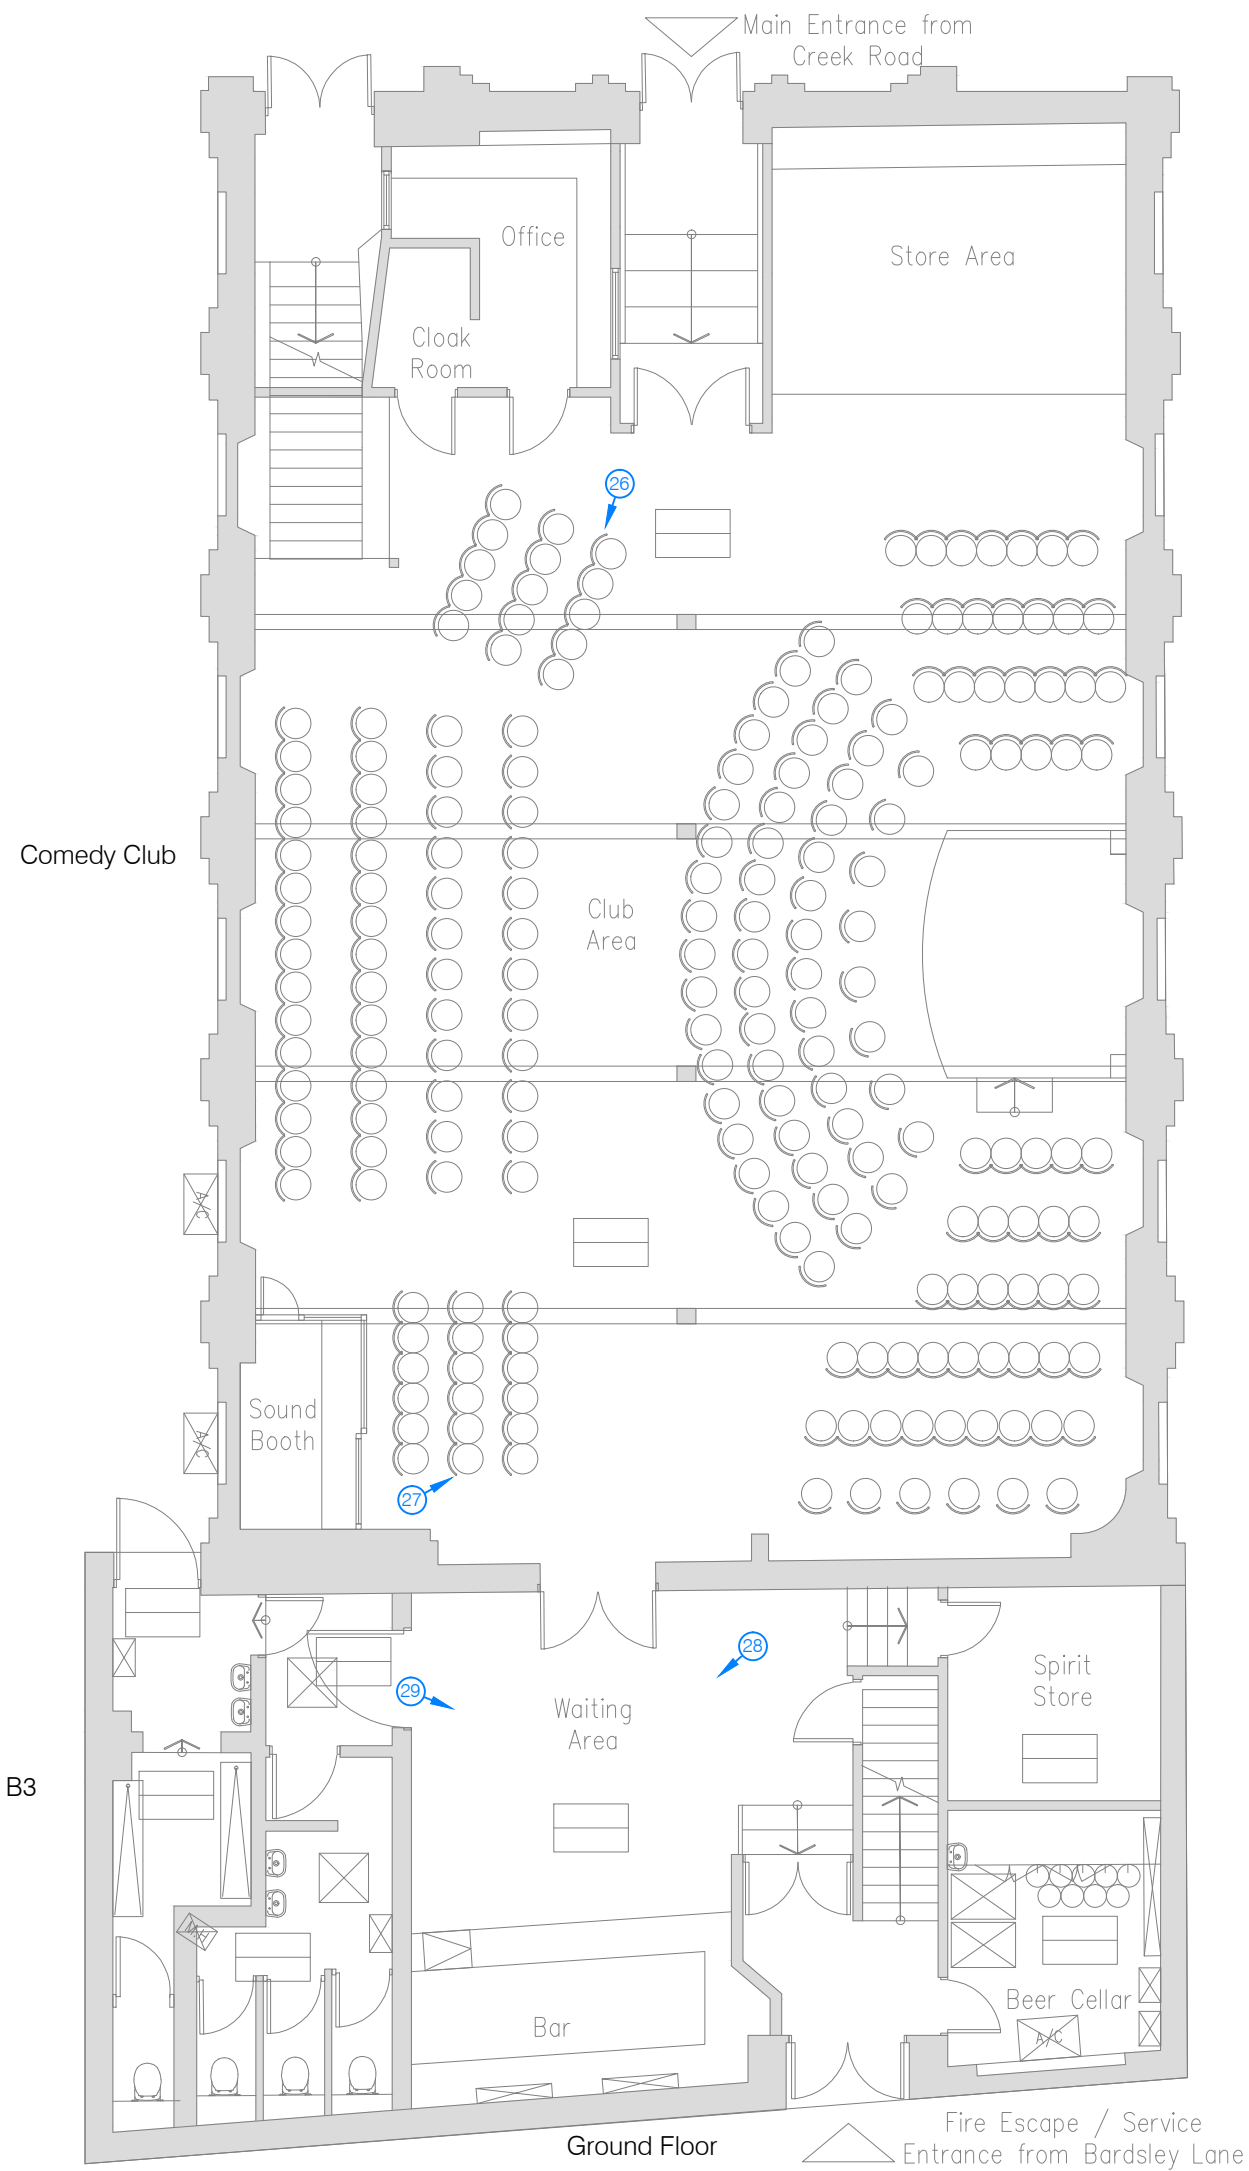 Main Entrance from
Creek Road
Office
Store Area
Cloak
Room
26
Comedy Club
Club
Area
A/C
Sound
Booth
A/C
27
28
29
Waiting
Area
Spirit
Store
B3
M.H
Beer Cellar
A/C
Bar
Ground Floor
Fire Escape / Service
Entrance from Bardsley Lane